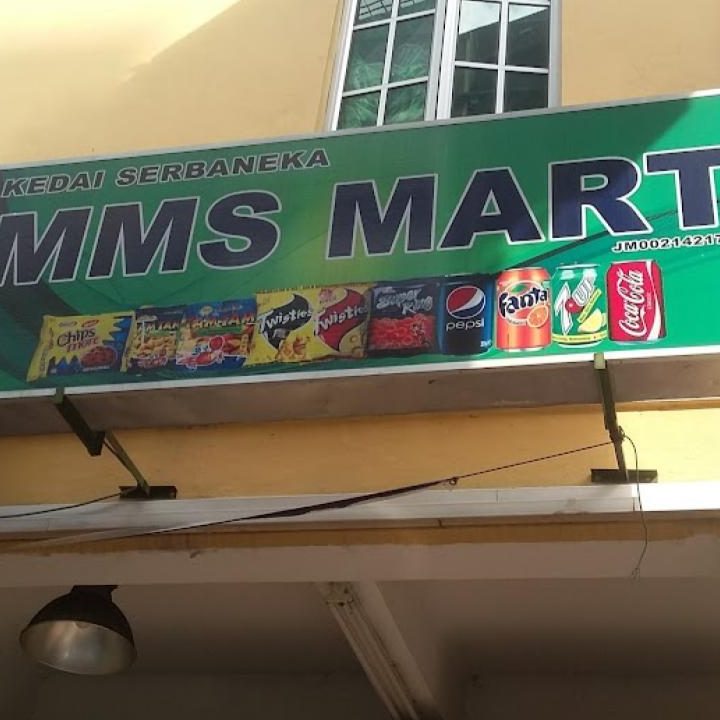 KEDAI SERBANEKA
MMS MART
JM00214217
Chips
more
Twisties
Twisties
Super
Ring
pepsi
Fanta
7up
Coca-Cola